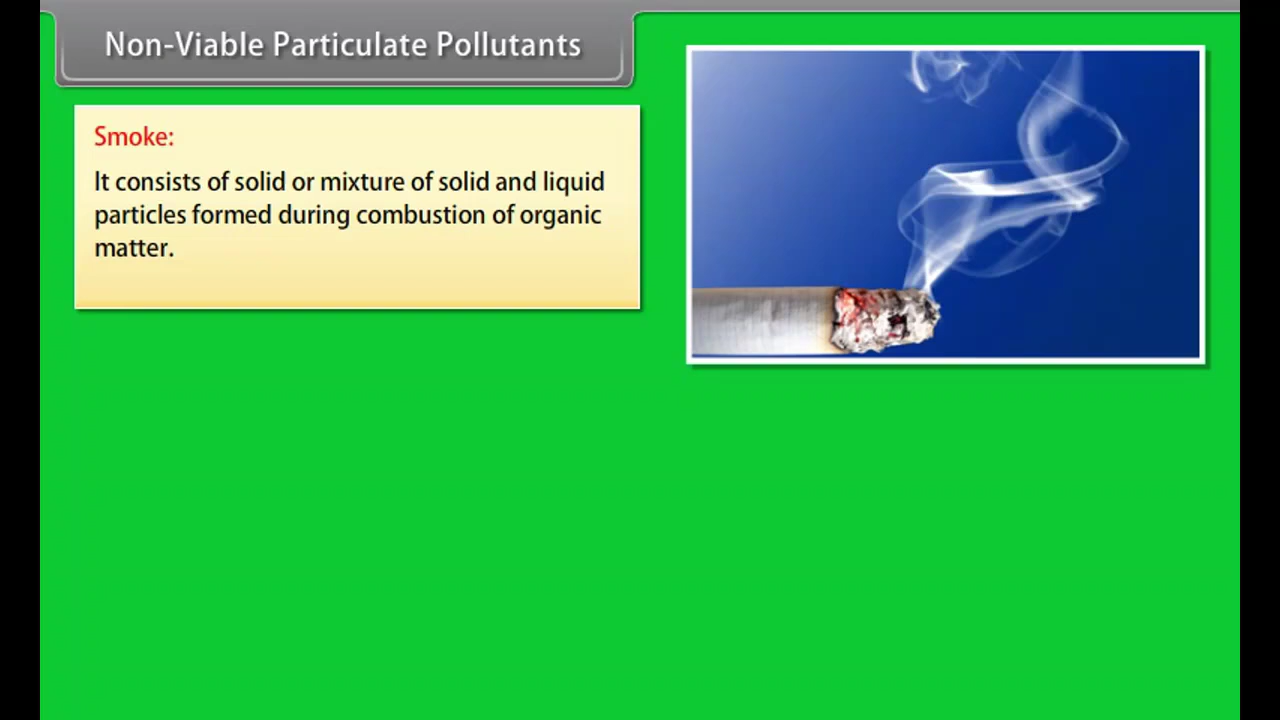 Non-Viable Particulate Pollutants
Smoke:
It consists of solid or mixture of solid and liquid
particles formed during combustion of organic
matter.